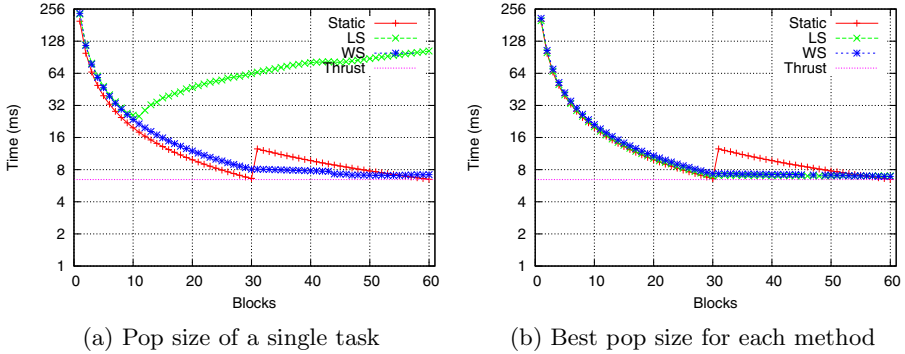 256
128
64
32
16
8
4
2
1
Time (ms)
0 10 20 30 40 50 60
Blocks
Static
LS
WS
Thrust
(a) Pop size of a single task
256
128
64
32
16
8
4
2
1
Time (ms)
0 10 20 30 40 50 60
Blocks
Static
LS
WS
Thrust
(b) Best pop size for each method